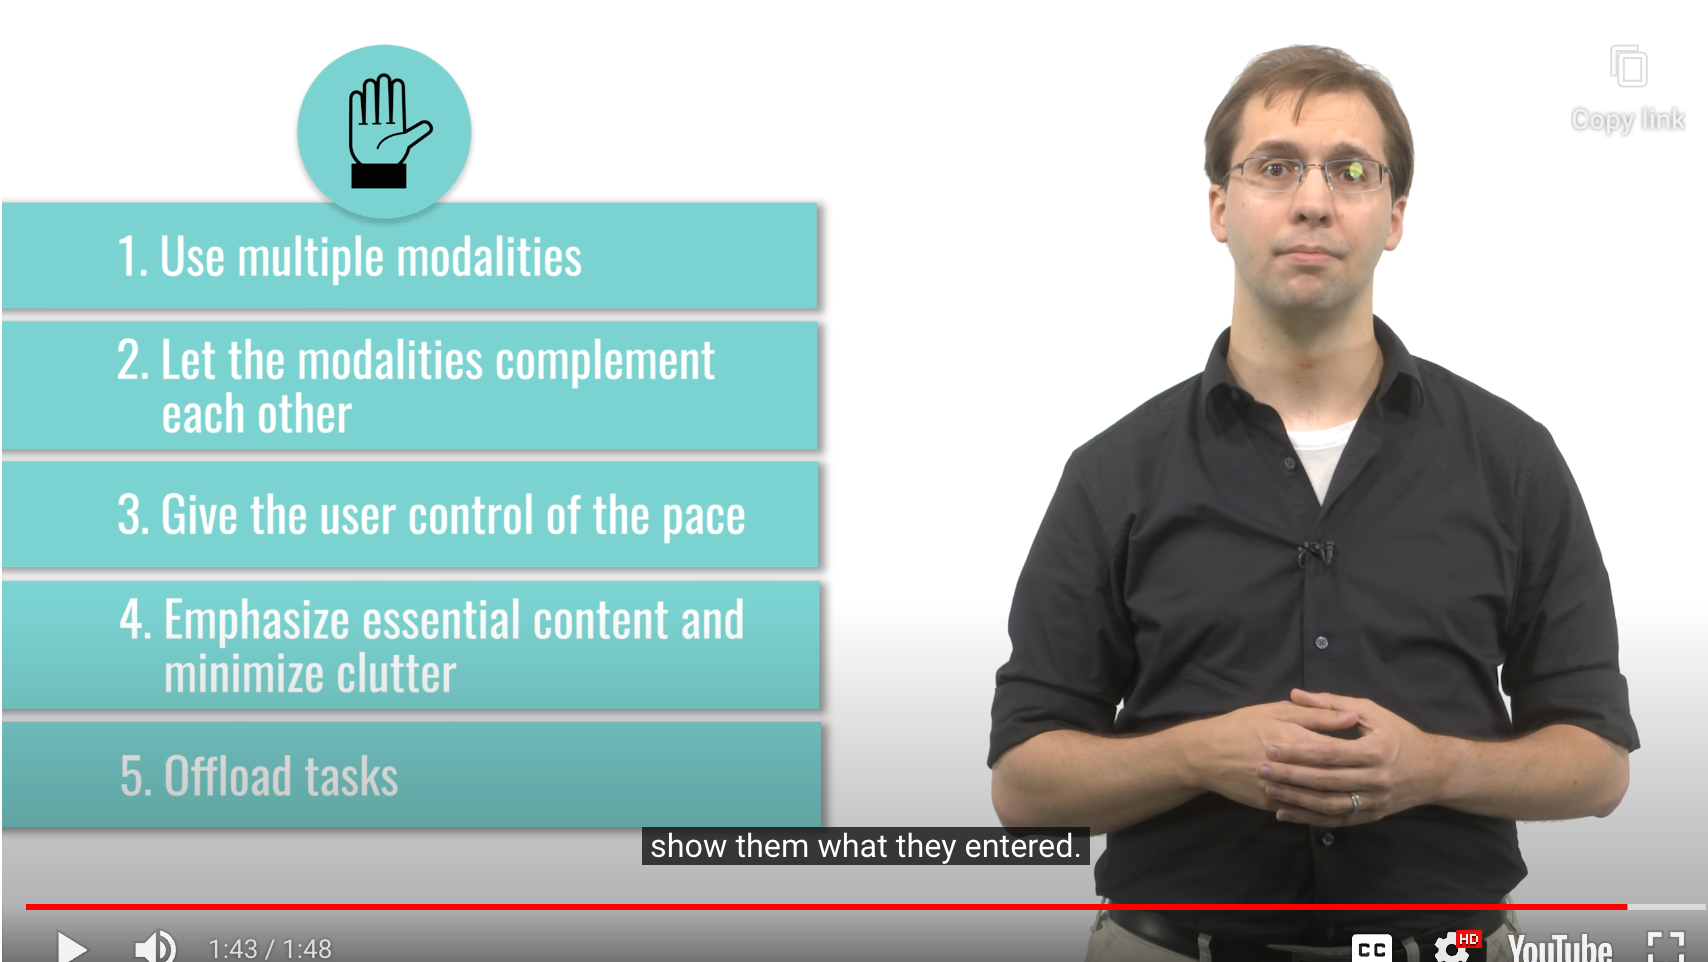 Copy link
1. Use multiple modalities
2. Let the modalities complement
each other
3. Give the user control of the pace
4. Emphasize essential content and
minimize clutter
5. Offload tasks
show them what they entered.
1:43 / 1:48
CC
HD
YouTube